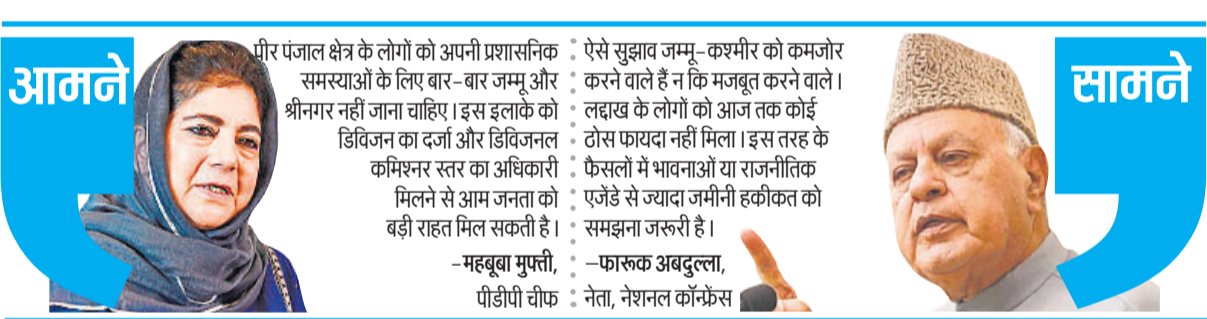 आमने
पीर पंजाल क्षेत्र के लोगों को अपनी प्रशासनिक
समस्याओं के लिए बार-बार जम्मू और
श्रीनगर नहीं जाना चाहिए। इस इलाके को
डिविजन का दर्जा और डिविजनल
कमिश्नर स्तर का अधिकारी
मिलने से आम जनता को
बड़ी राहत मिल सकती है।
-महबूबा मुफ्ती,
पीडीपी चीफ
ऐसे सुझाव जम्मू-कश्मीर को कमजोर
करने वाले हैं न कि मजबूत करने वाले।
लद्दाख के लोगों को आज तक कोई
ठोस फायदा नहीं मिला। इस तरह के
फैसलों में भावनाओं या राजनीतिक
एजेंडे से ज्यादा जमीनी हकीकत को
समझना जरूरी है।
–फारूक अबदुल्ला,
नेता, नेशनल कॉन्फ्रेंस
सामने